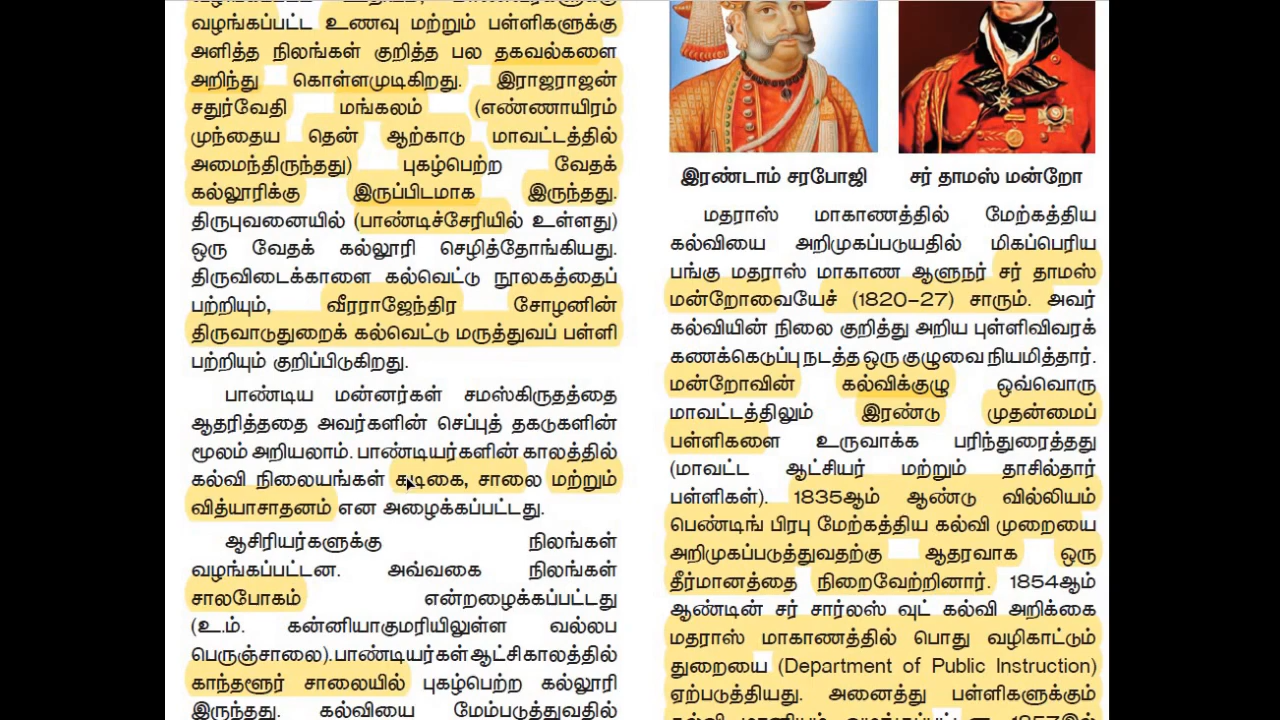 வழங்கப்பட்ட உணவு மற்றும் பள்ளிகளுக்கு
அளித்த நிலங்கள் குறித்த பல தகவல்களை
அறிந்து கொள்ளமுடிகிறது. இராஜராஜன்
சதுர்வேதி மங்கலம் (எண்ணாயிரம்
முந்தைய தென் ஆற்காடு மாவட்டத்தில்
அமைந்திருந்தது) புகழ்பெற்ற வேதக்
கல்லூரிக்கு இருப்பிடமாக இருந்தது.
திருபுவனையில் (பாண்டிச்சேரியில் உள்ளது)
ஒரு வேதக் கல்லூரி செழித்தோங்கியது.
திருவிடைக்காளை கல்வெட்டு நூலகத்தைப்
பற்றியும், வீரராஜேந்திர சோழனின்
திருவாடுதுறைக் கல்வெட்டு மருத்துவப் பள்ளி
பற்றியும் குறிப்பிடுகிறது.
பாண்டிய மன்னர்கள் சமஸ்கிருதத்தை
ஆதரித்ததை அவர்களின் செப்புத் தகடுகளின்
மூலம் அறியலாம். பாண்டியர்களின் காலத்தில்
கல்வி நிலையங்கள் கடிகை, சாலை மற்றும்
வித்யாசாதனம் என அழைக்கப்பட்டது.
ஆசிரியர்களுக்கு நிலங்கள்
வழங்கப்பட்டன. அவ்வகை நிலங்கள்
சாலபோகம் என்றழைக்கப்பட்டது
(உ.ம். கன்னியாகுமரியிலுள்ள வல்லப
பெருஞ்சாலை).பாண்டியர்கள் ஆட்சிகாலத்தில்
காந்தளூர் சாலையில் புகழ்பெற்ற கல்லூரி
இருந்தது. கல்வியை மேம்படுத்துவதில்
இரண்டாம் சரபோஜி சர் தாமஸ் மன்றோ
மதராஸ் மாகாணத்தில் மேற்கத்திய
கல்வியை அறிமுகப்படுயதில் மிகப்பெரிய
பங்கு மதராஸ் மாகாண ஆளுநர் சர் தாமஸ்
மன்றோவையேச் (1820-27) சாரும். அவர்
கல்வியின் நிலை குறித்து அறிய புள்ளிவிவரக்
கணக்கெடுப்பு நடத்த ஒரு குழுவை நியமித்தார்.
மன்றோவின் கல்விக்குழு ஒவ்வொரு
மாவட்டத்திலும் இரண்டு முதன்மைப்
பள்ளிகளை உருவாக்க பரிந்துரைத்தது
(மாவட்ட ஆட்சியர் மற்றும் தாசில்தார்
பள்ளிகள்). 1835ஆம் ஆண்டு வில்லியம்
பெண்டிங் பிரபு மேற்கத்திய கல்வி முறையை
அறிமுகப்படுத்துவதற்கு ஆதரவாக ஒரு
தீர்மானத்தை நிறைவேற்றினார். 1854ஆம்
ஆண்டின் சர் சார்லஸ் வுட் கல்வி அறிக்கை
மதராஸ் மாகாணத்தில் பொது வழிகாட்டும்
துறையை (Department of Public Instruction)
ஏற்படுத்தியது. அனைத்து பள்ளிகளுக்கும்